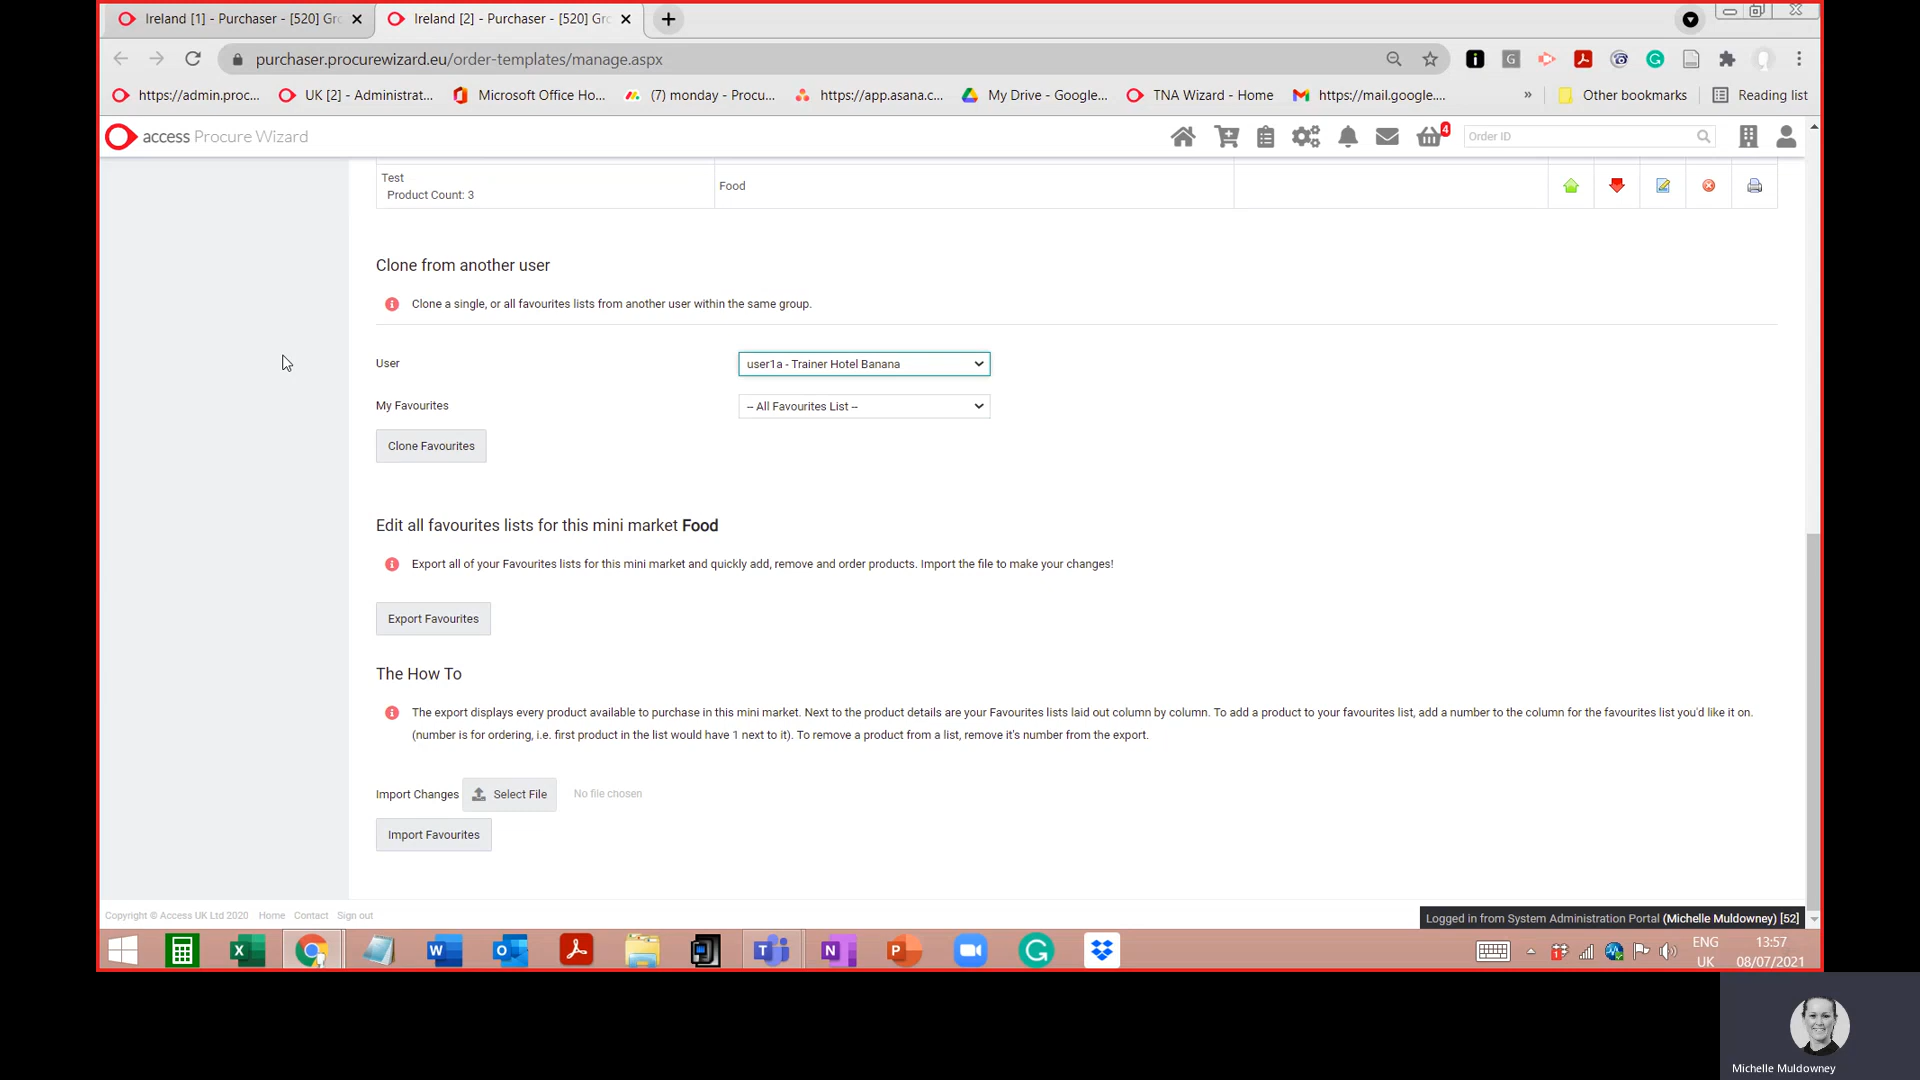 Ireland [1] - Purchaser - [520] Gr
Ireland [2] - Purchaser - [520] Gr
purchaser.procurewizard.eu/order-templates/manage.aspx
https://admin.proc...
UK [2] - Administrat...
Microsoft Office Ho...
(7) monday - Procu...
https://app.asana.c...
My Drive - Google...
TNA Wizard - Home
https://mail.google....
»
Other bookmarks
Reading list
access Procure Wizard
4
Order ID
Test
Product Count: 3
Food
Clone from another user
Clone a single, or all favourites lists from another user within the same group.
User
user1a - Trainer Hotel Banana
My Favourites
-- All Favourites List --
Clone Favourites
Edit all favourites lists for this mini market Food
Export all of your Favourites lists for this mini market and quickly add, remove and order products. Import the file to make your changes!
Export Favourites
The How To
The export displays every product available to purchase in this mini market. Next to the product details are your Favourites lists laid out column by column. To add a product to your favourites list, add a number to the column for the favourites list you'd like it on.
(number is for ordering, i.e. first product in the list would have 1 next to it). To remove a product from a list, remove it's number from the export.
Import Changes
Select File
No file chosen
Import Favourites
Copyright © Access UK Ltd 2020
Home
Contact
Sign out
Logged in from System Administration Portal (Michelle Muldowney) [52]
ENG
UK
13:57
08/07/2021
Michelle Muldowney